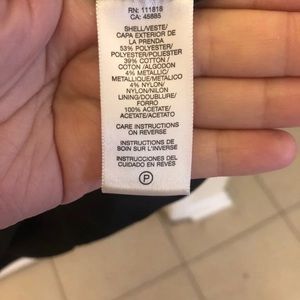 RN: 111818
CA: 45685
SHELL/VESTE/
CAPA EXTERIOR DE
LA PRENDA
53% POLYESTER/
POLYESTER/POLIESTER
39% COTTON /
COTON /ALGODON
4% METALLIC/
METALLIQUE/METALICO
4% NYLON/
NYLON/NILON
LINING/DOUBLURE/
FORRO
100% ACETATE/
ACETATE/ACETATO
CARE INSTRUCTIONS
ON REVERSE
INSTRUCTIONS DE
SOIN SUR L'INVERSE
INSTRUCCIONES DEL
CUIDADO EN REVES
P